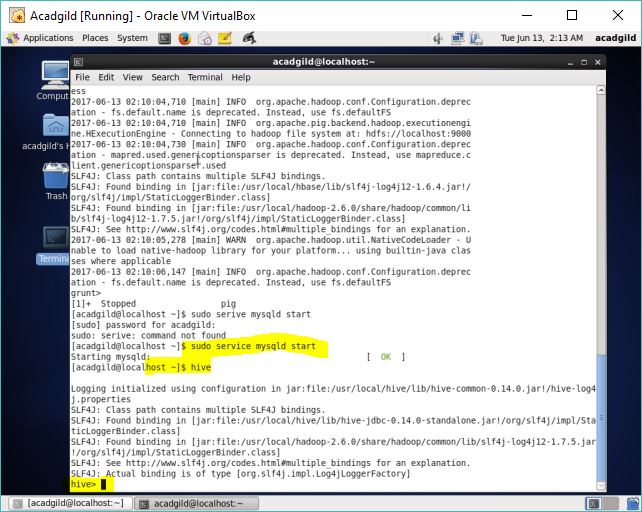 Acadgild [Running] - Oracle VM VirtualBox
Applications Places System
Tue Jun 13, 2:13 AM acadgild
acadgild@localhost:~
File Edit View Search Terminal Help
Comput
acadgild's H
Trash
Termin
ess
2017-06-13 02:10:04,710 [main] INFO org.apache.hadoop.conf.Configuration.deprec
ation - fs.default.name is deprecated. Instead, use fs.defaultFS
2017-06-13 02:10:04,710 [main] INFO org.apache.pig.backend.hadoop.executionengi
ne.HExecutionEngine - Connecting to hadoop file system at: hdfs://localhost:9000
2017-06-13 02:10:04,730 [main] INFO org.apache.hadoop.conf.Configuration.deprec
ation - mapred.used.genericoptionsparser is deprecated. Instead, use mapreduce.c
lient.genericoptionsparser.used
SLF4J: Class path contains multiple SLF4J bindings.
SLF4J: Found binding in [jar:file:/usr/local/hbase/lib/slf4j-log4j12-1.6.4.jar!/
org/slf4j/impl/StaticLoggerBinder.class]
SLF4J: Found binding in [jar:file:/usr/local/hadoop-2.6.0/share/hadoop/common/li
b/slf4j-log4j12-1.7.5.jar!/org/slf4j/impl/StaticLoggerBinder.class]
SLF4J: See http://www.slf4j.org/codes.html#multiple_bindings for an explanation.
2017-06-13 02:10:05,278 [main] WARN org.apache.hadoop.util.NativeCodeLoader - U
nable to load native-hadoop library for your platform... using builtin-java clas
ses where applicable
2017-06-13 02:10:06,147 [main] INFO org.apache.hadoop.conf.Configuration.deprec
ation - fs.default.name is deprecated. Instead, use fs.defaultFS
grunt>
[1]+ Stopped pig
[acadgild@localhost ~]$ sudo serive mysqld start
[sudo] password for acadgild:
sudo: serive: command not found
[acadgild@localhost ~]$ sudo service mysqld start
Starting mysqld: [ OK ]
[acadgild@localhost ~]$ hive
Logging initialized using configuration in jar:file:/usr/local/hive/lib/hive-common-0.14.0.jar!/hive-log4
j.properties
SLF4J: Class path contains multiple SLF4J bindings.
SLF4J: Found binding in [jar:file:/usr/local/hive/lib/hive-jdbc-0.14.0-standalone.jar!/org/slf4j/impl/Sta
ticLoggerBinder.class]
SLF4J: Found binding in [jar:file:/usr/local/hadoop-2.6.0/share/hadoop/common/lib/slf4j-log4j12-1.7.5.jar
!/org/slf4j/impl/StaticLoggerBinder.class]
SLF4J: See http://www.slf4j.org/codes.html#multiple_bindings for an explanation.
SLF4J: Actual binding is of type [org.slf4j.impl.Log4jLoggerFactory]
hive>
[acadgild@localhost:~]
acadgild@localhost:~